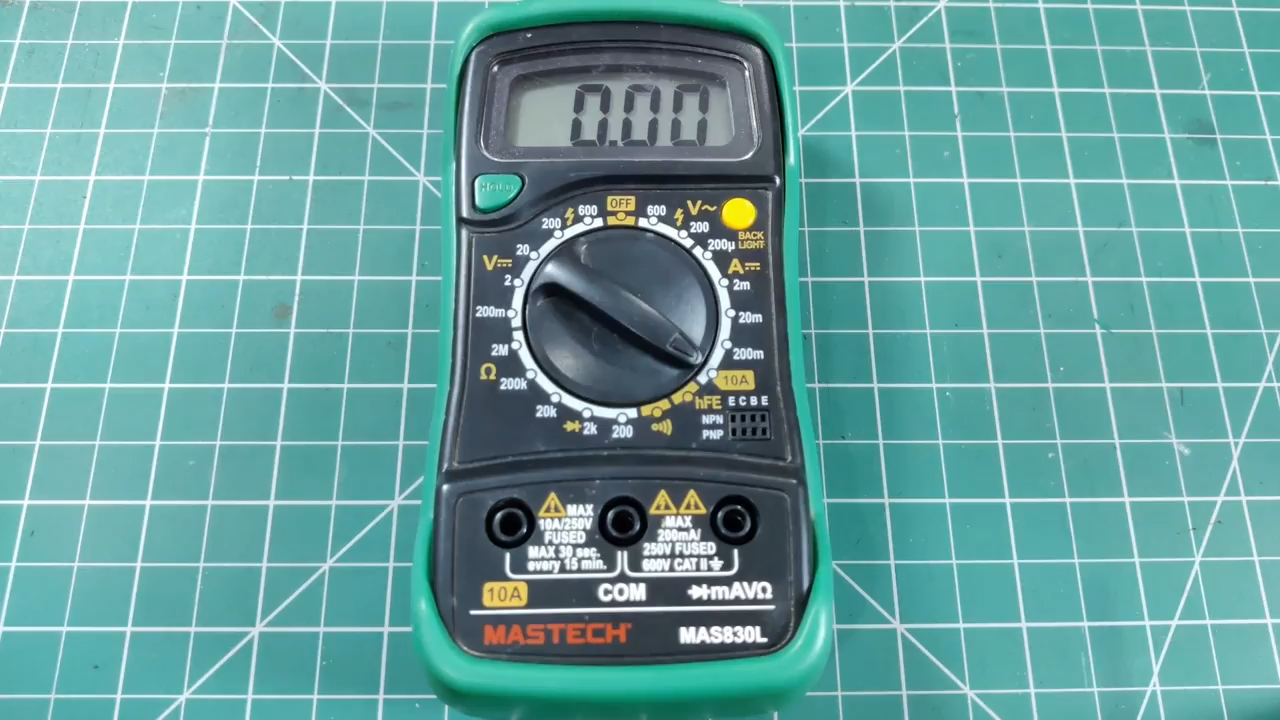 0.00
HOLD
OFF
600
600
V~
200
200
200µ
BACK
LIGHT
20
V⎓
A⎓
2
2m
200m
20m
2M
200m
Ω
200k
10A
20k
hFE
E C B E
2k
200
NPN
PNP
MAX
10A/250V
FUSED
MAX 30 sec.
every 15 min.
MAX
200mA/
250V FUSED
600V CAT II
10A
COM
mAVΩ
MASTECH
MAS830L